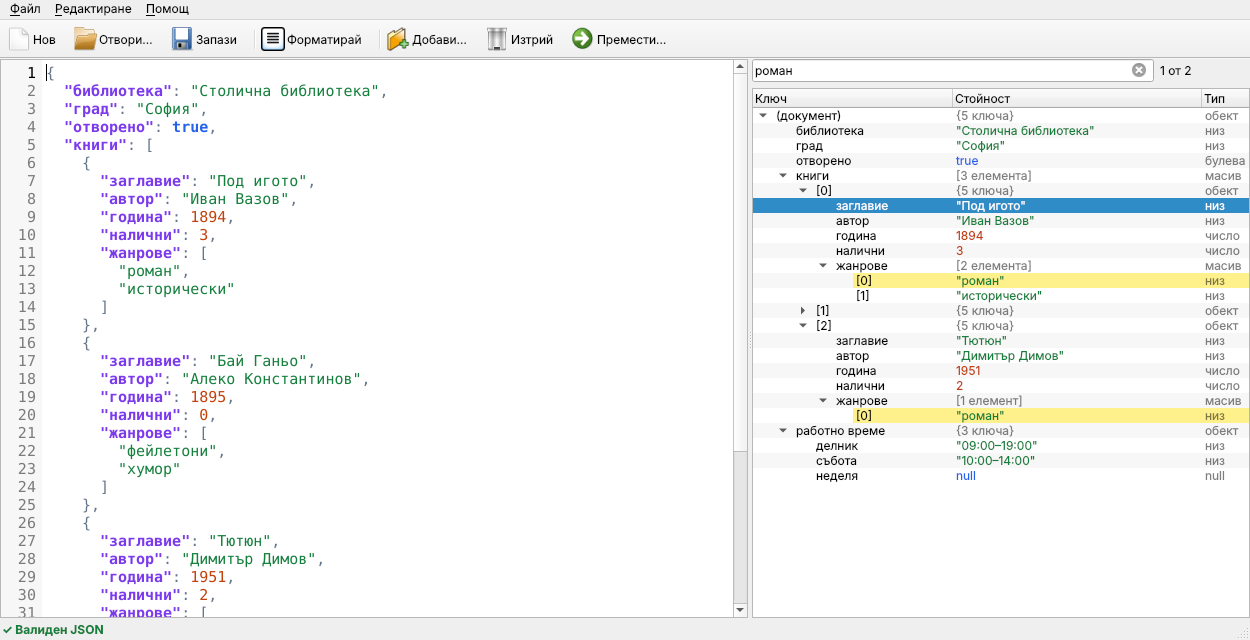 Файл Редактиране Помощ
Нов Отвори... Запази Форматирай Добави... Изтрий Премести...
1 {
2 "библиотека": "Столична библиотека",
3 "град": "София",
4 "отворено": true,
5 "книги": [
6 {
7 "заглавие": "Под игото",
8 "автор": "Иван Вазов",
9 "година": 1894,
10 "налични": 3,
11 "жанрове": [
12 "роман",
13 "исторически"
14 ]
15 },
16 {
17 "заглавие": "Бай Ганьо",
18 "автор": "Алеко Константинов",
19 "година": 1895,
20 "налични": 0,
21 "жанрове": [
22 "фейлетони",
23 "хумор"
24 ]
25 },
26 {
27 "заглавие": "Тютюн",
28 "автор": "Димитър Димов",
29 "година": 1951,
30 "налични": 2,
31 "жанрове": [
роман 1 от 2
Ключ Стойност Тип
(документ) {5 ключа} обект
библиотека "Столична библиотека" низ
град "София" низ
отворено true булева
книги [3 елемента] масив
[0] {5 ключа} обект
заглавие "Под игото" низ
автор "Иван Вазов" низ
година 1894 число
налични 3 число
жанрове [2 елемента] масив
[0] "роман" низ
[1] "исторически" низ
[1] {5 ключа} обект
[2] {5 ключа} обект
заглавие "Тютюн" низ
автор "Димитър Димов" низ
година 1951 число
налични 2 число
жанрове [1 елемент] масив
[0] "роман" низ
работно време {3 ключа} обект
делник "09:00–19:00" низ
събота "10:00–14:00" низ
неделя null null
Валиден JSON